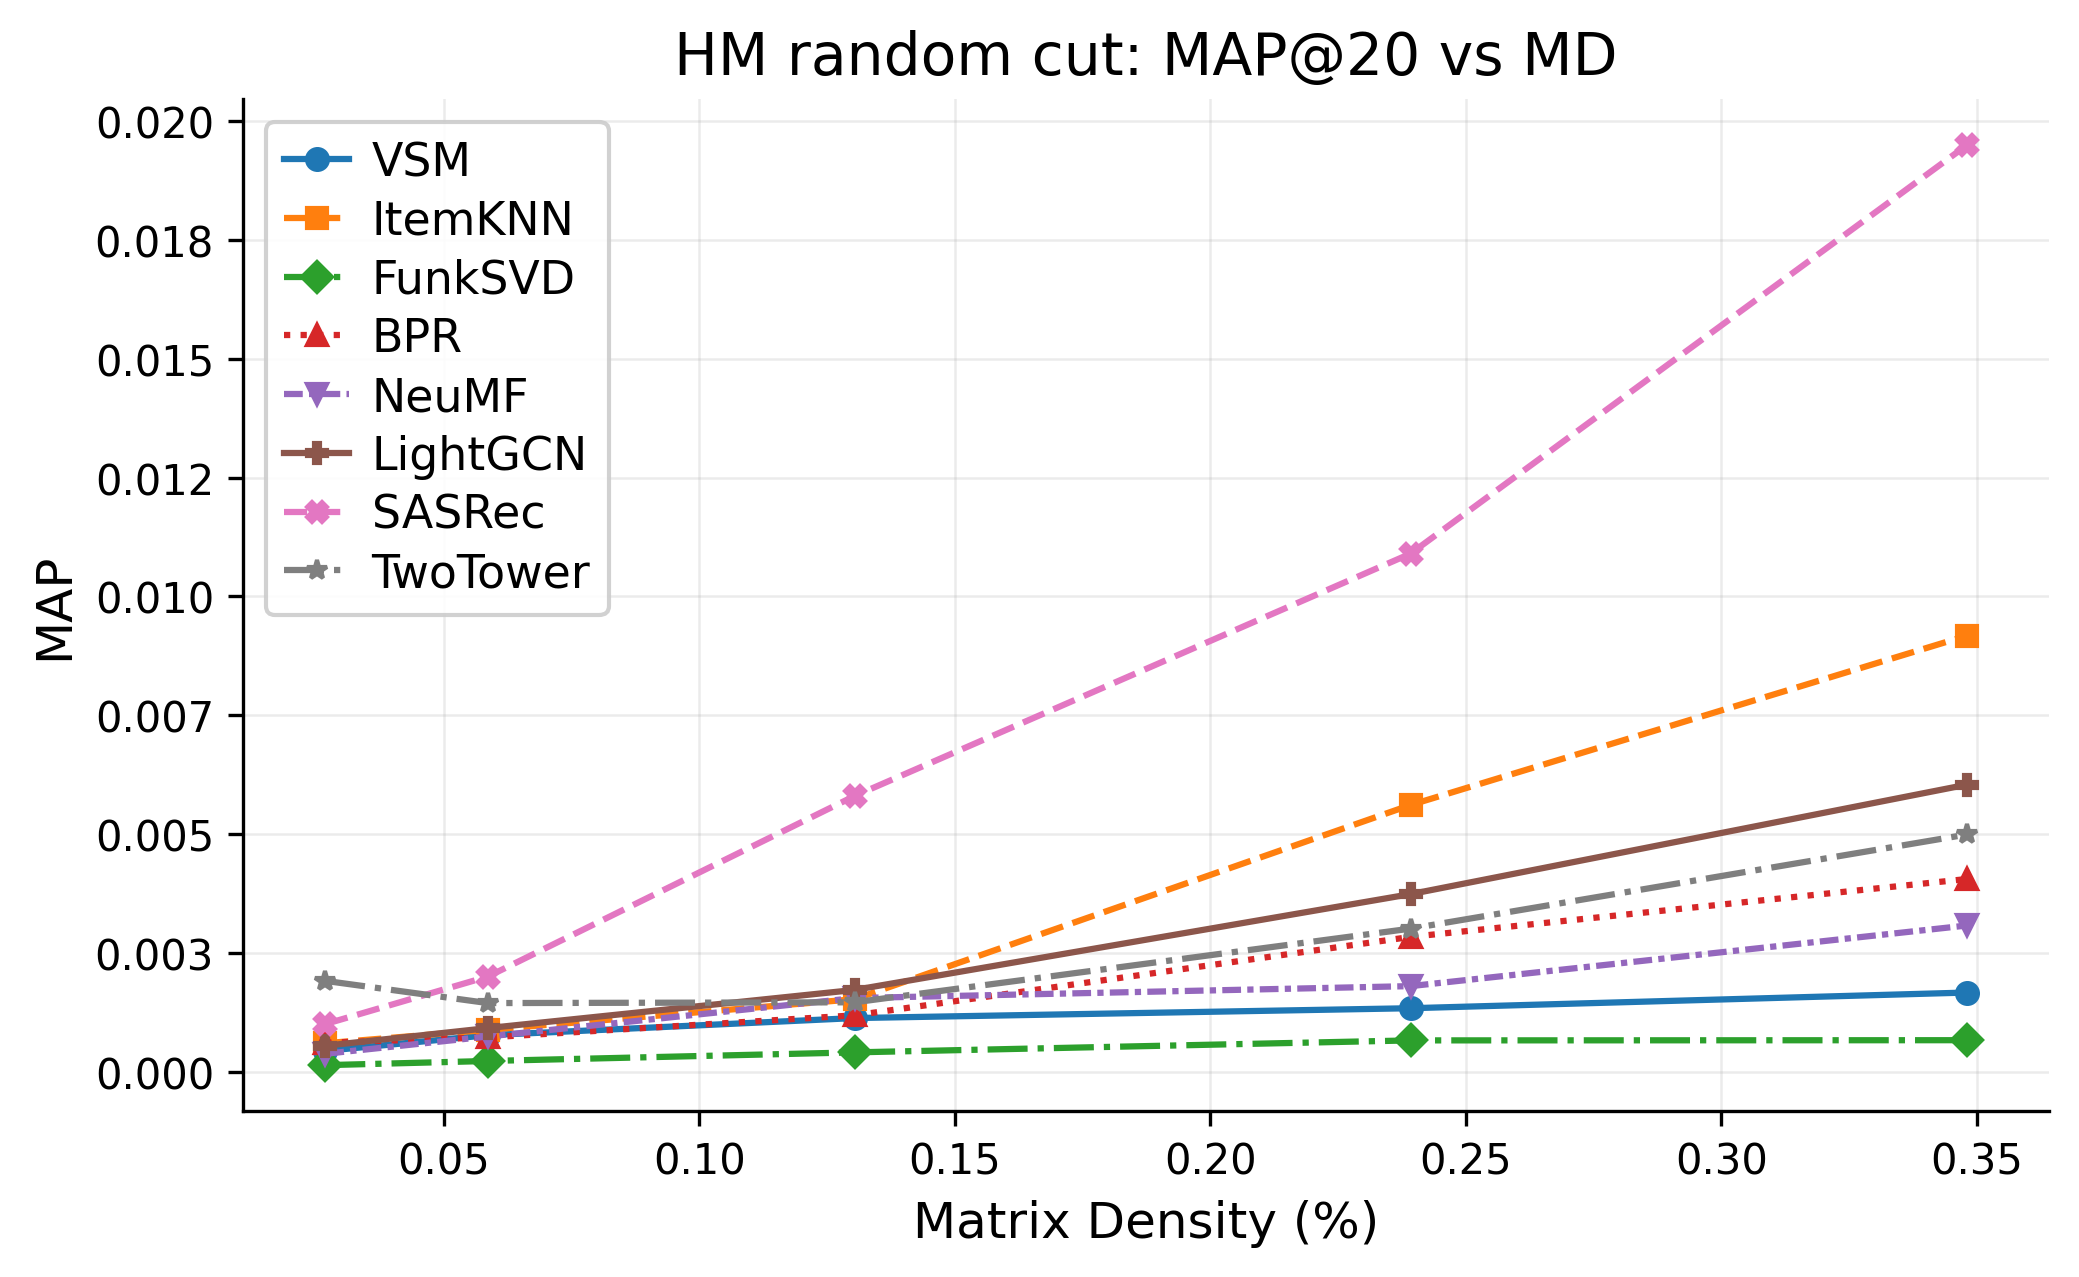 HM random cut: MAP@20 vs MD
0.020
0.018
0.015
0.012
0.010
0.007
0.005
0.003
0.000
MAP
VSM
ItemKNN
FunkSVD
BPR
NeuMF
LightGCN
SASRec
TwoTower
0.05 0.10 0.15 0.20 0.25 0.30 0.35
Matrix Density (%)